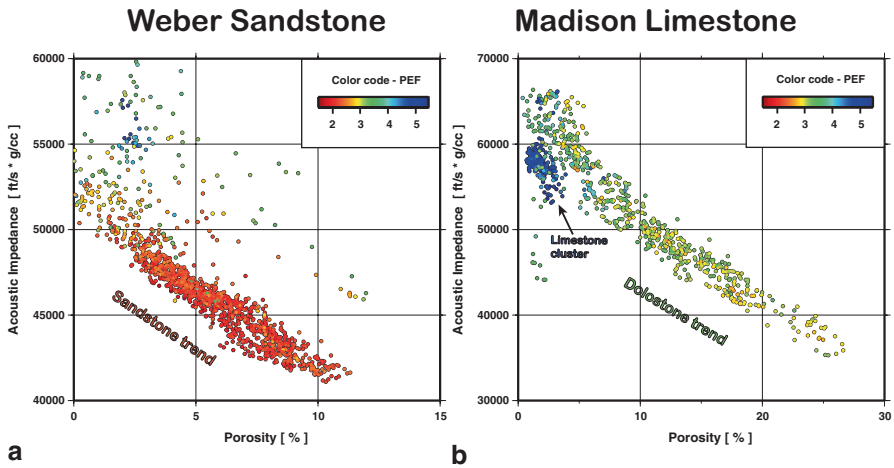 Weber Sandstone
Madison Limestone
60000
55000
50000
45000
40000
Acoustic Impedance [ ft/s * g/cc ]
Color code - PEF
2 3 4 5
Sandstone trend
0 5 10 15
Porosity [ % ]
a
70000
60000
50000
40000
30000
Acoustic Impedance [ ft/s * g/cc ]
Color code - PEF
2 3 4 5
Limestone
cluster
Dolostone trend
0 10 20 30
Porosity [ % ]
b